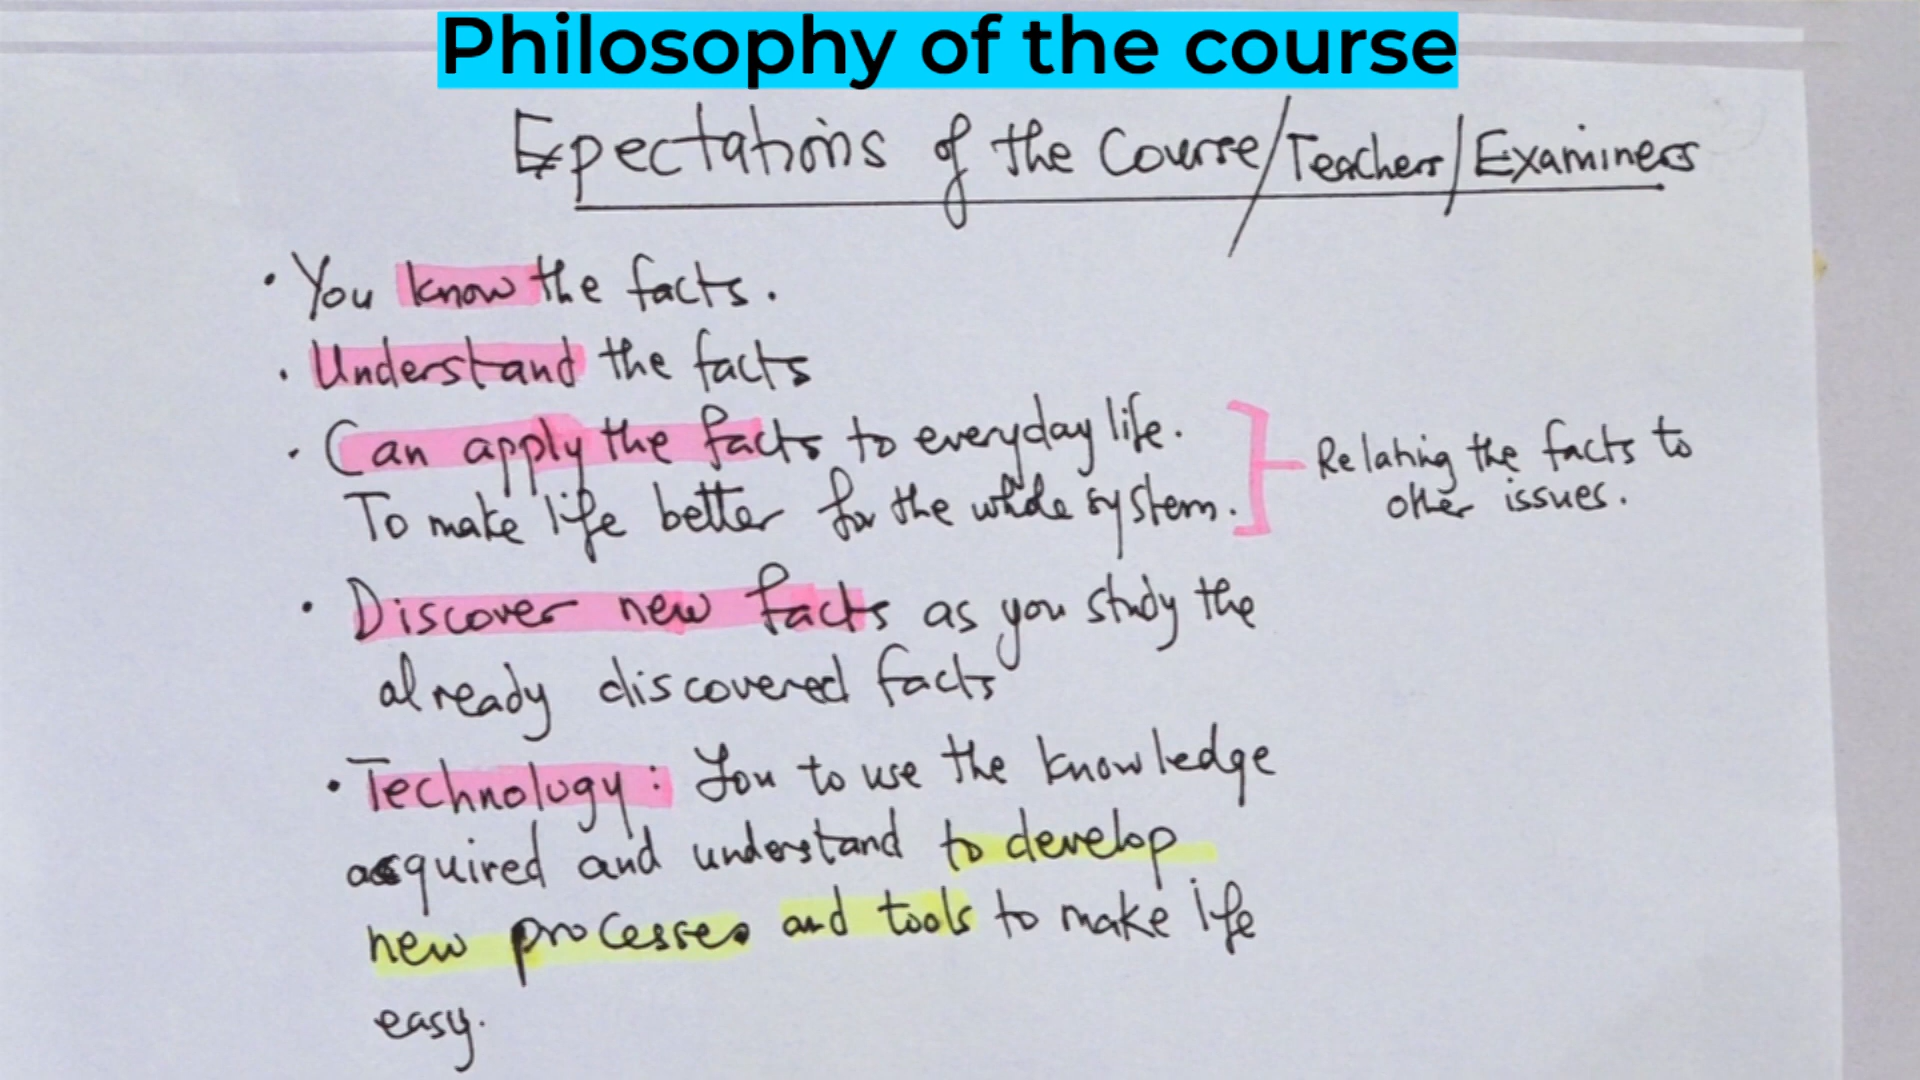 Philosophy of the course
Expectations of the Course/Teachers/Examiners
· You know the facts.
· Understand the facts
· Can apply the facts to everyday life.
To make life better for the whole system.
Relating the facts to
other issues.
· Discover new facts as you study the
already discovered facts
· Technology: You to use the knowledge
acquired and understand to develop
new processes and tools to make life
easy.